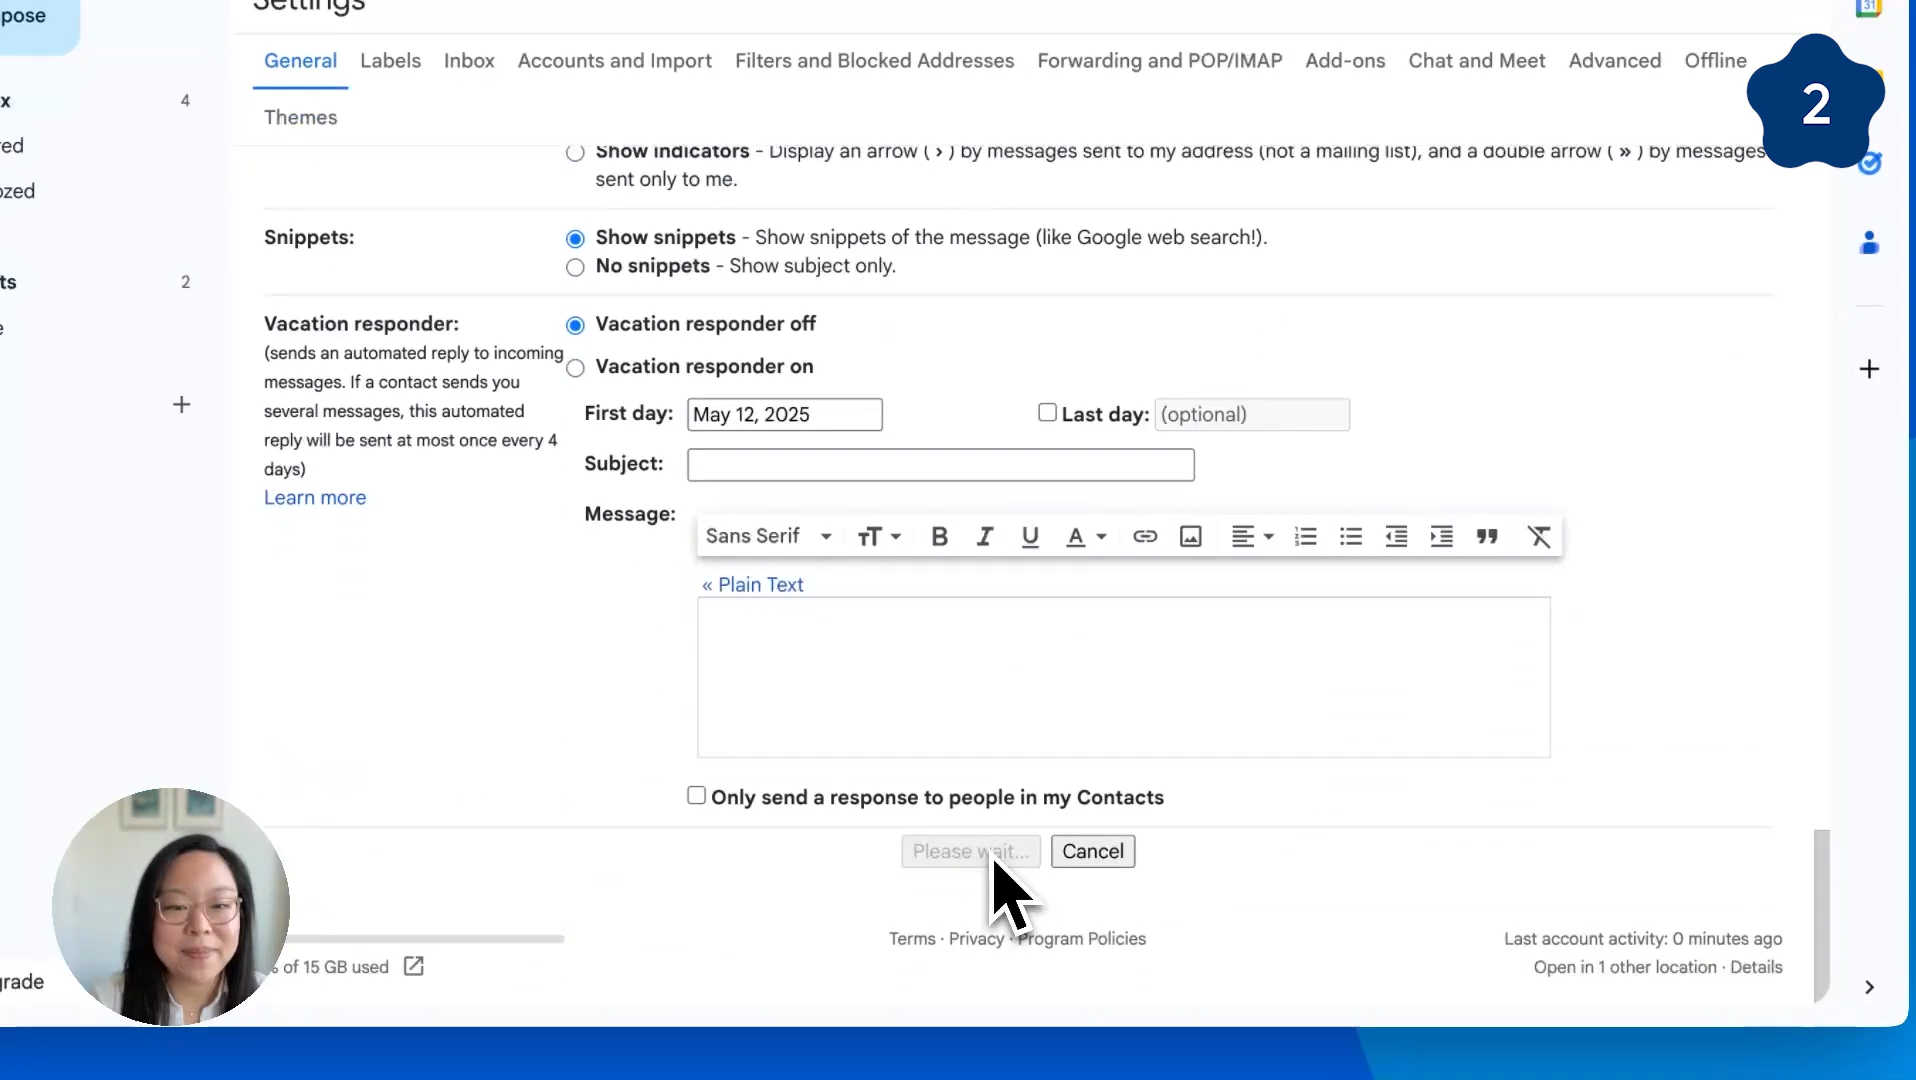 pose
Settings
General Labels Inbox Accounts and Import Filters and Blocked Addresses Forwarding and POP/IMAP Add-ons Chat and Meet Advanced Offline
Themes
31
2
x 4
red
ozed
ts 2
e
Show indicators - Display an arrow ( › ) by messages sent to my address (not a mailing list), and a double arrow ( » ) by messages
sent only to me.
Snippets:
Show snippets - Show snippets of the message (like Google web search!).
No snippets - Show subject only.
Vacation responder:
(sends an automated reply to incoming
messages. If a contact sends you
several messages, this automated
reply will be sent at most once every 4
days)
Learn more
Vacation responder off
Vacation responder on
First day: May 12, 2025 Last day: (optional)
Subject:
Message:
Sans Serif
« Plain Text
Only send a response to people in my Contacts
Please wait... Cancel
Terms · Privacy · Program Policies
Last account activity: 0 minutes ago
of 15 GB used
Open in 1 other location · Details
grade